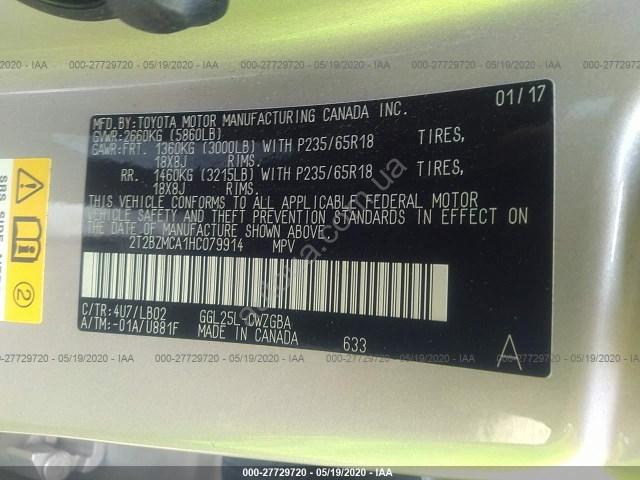 000-27729720 - 05/19/2020 - IAA
MFD.BY:TOYOTA MOTOR MANUFACTURING CANADA INC. 01/17
GVWR:2660KG (5860LB)
GAWR:FRT. 1360KG (3000LB) WITH P235/65R18 TIRES,
18X8J RIMS.
RR. 1460KG (3215LB) WITH P235/65R18 TIRES,
18X8J RIMS.
THIS VEHICLE CONFORMS TO ALL APPLICABLE FEDERAL MOTOR
VEHICLE SAFETY AND THEFT PREVENTION STANDARDS IN EFFECT ON
THE DATE OF MANUFACTURE SHOWN ABOVE.
2T2BZMCA1HC079914 MPV
C/TR:4U7/LB02 GGL25L-CWZGBA
A/TM:-01A/U881F MADE IN CANADA 633 A
SRS SIDE
2
000-27729720 - 05/19/2020 - IAA